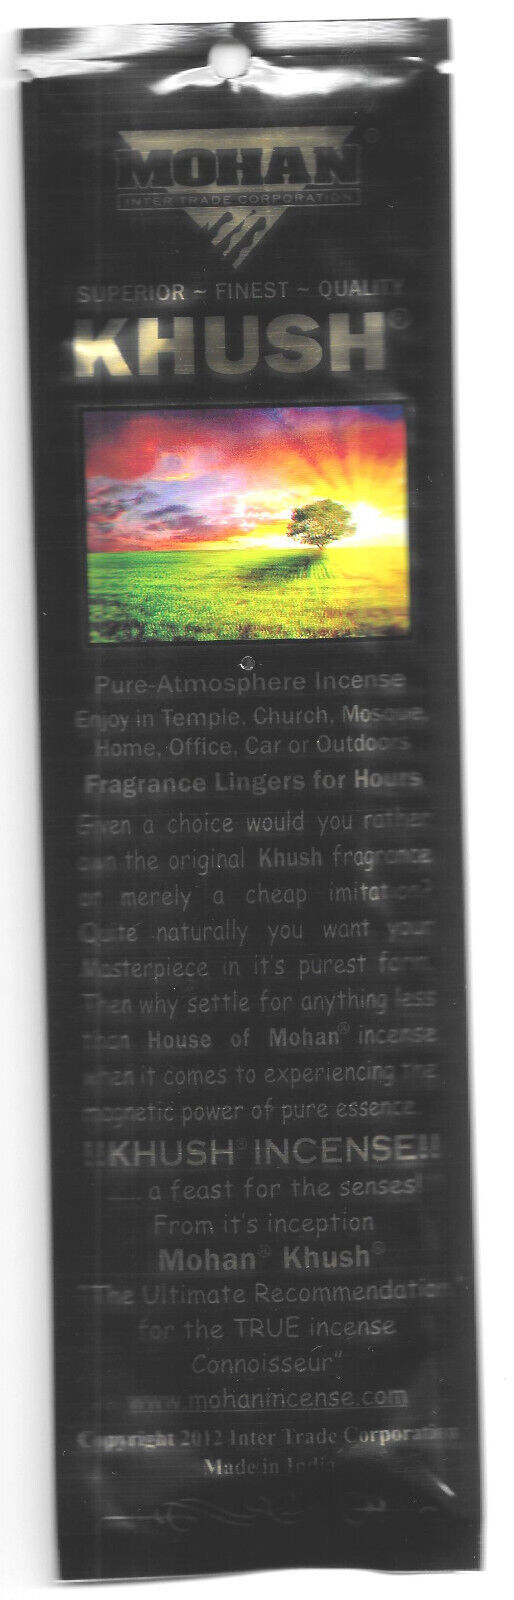 MOHAN®
INTER TRADE CORPORATION
SUPERIOR ~ FINEST ~ QUALITY
KHUSH®
Pure-Atmosphere Incense
Enjoy in Temple, Church, Mosque,
Home, Office, Car or Outdoors
Fragrance Lingers for Hours
Given a choice would you rather
own the original Khush fragrance
or merely a cheap imitation?
Quite naturally you want your
Masterpiece in it's purest form.
Then why settle for anything less
than House of Mohan® incense
when it comes to experiencing the
magnetic power of pure essence.
!!KHUSH® INCENSE!!
.... a feast for the senses!
From it's inception
Mohan® Khush®
"The Ultimate Recommendation"
for the TRUE incense
Connoisseur"
www.mohanincense.com
Copyright 2012 Inter Trade Corporation
Made in India